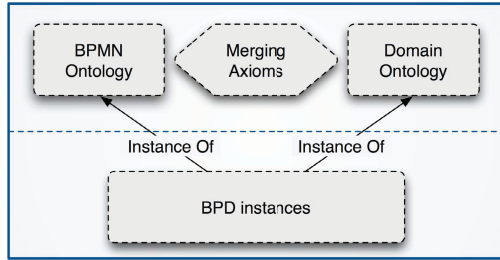 BPMN
Ontology
Merging
Axioms
Domain
Ontology
Instance Of
Instance Of
BPD instances